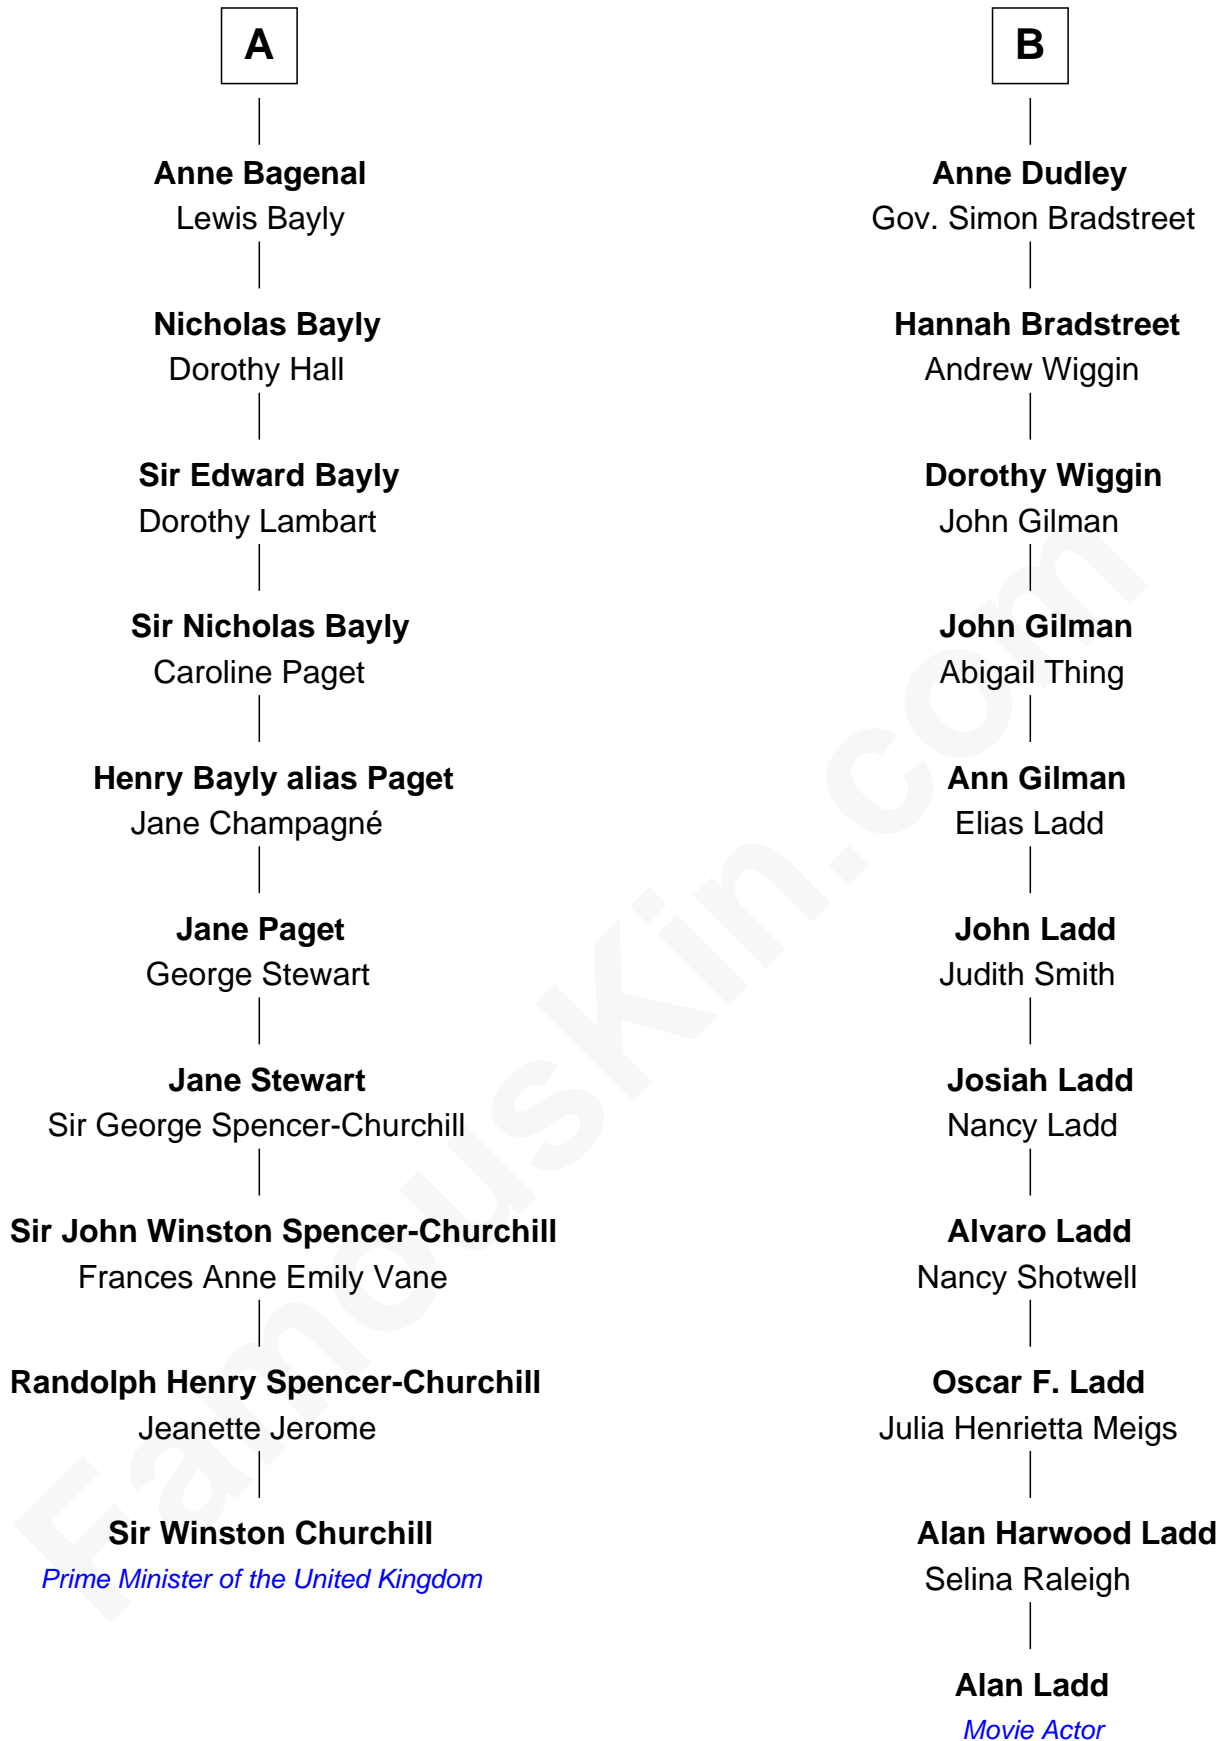 A
Anne Bagenal
Lewis Bayly
Nicholas Bayly
Dorothy Hall
Sir Edward Bayly
Dorothy Lambart
Sir Nicholas Bayly
Caroline Paget
Henry Bayly alias Paget
Jane Champagné
Jane Paget
George Stewart
Jane Stewart
Sir George Spencer-Churchill
Sir John Winston Spencer-Churchill
Frances Anne Emily Vane
Randolph Henry Spencer-Churchill
Jeanette Jerome
Sir Winston Churchill
Prime Minister of the United Kingdom
B
Anne Dudley
Gov. Simon Bradstreet
Hannah Bradstreet
Andrew Wiggin
Dorothy Wiggin
John Gilman
John Gilman
Abigail Thing
Ann Gilman
Elias Ladd
John Ladd
Judith Smith
Josiah Ladd
Nancy Ladd
Alvaro Ladd
Nancy Shotwell
Oscar F. Ladd
Julia Henrietta Meigs
Alan Harwood Ladd
Selina Raleigh
Alan Ladd
Movie Actor
FamousKin.com